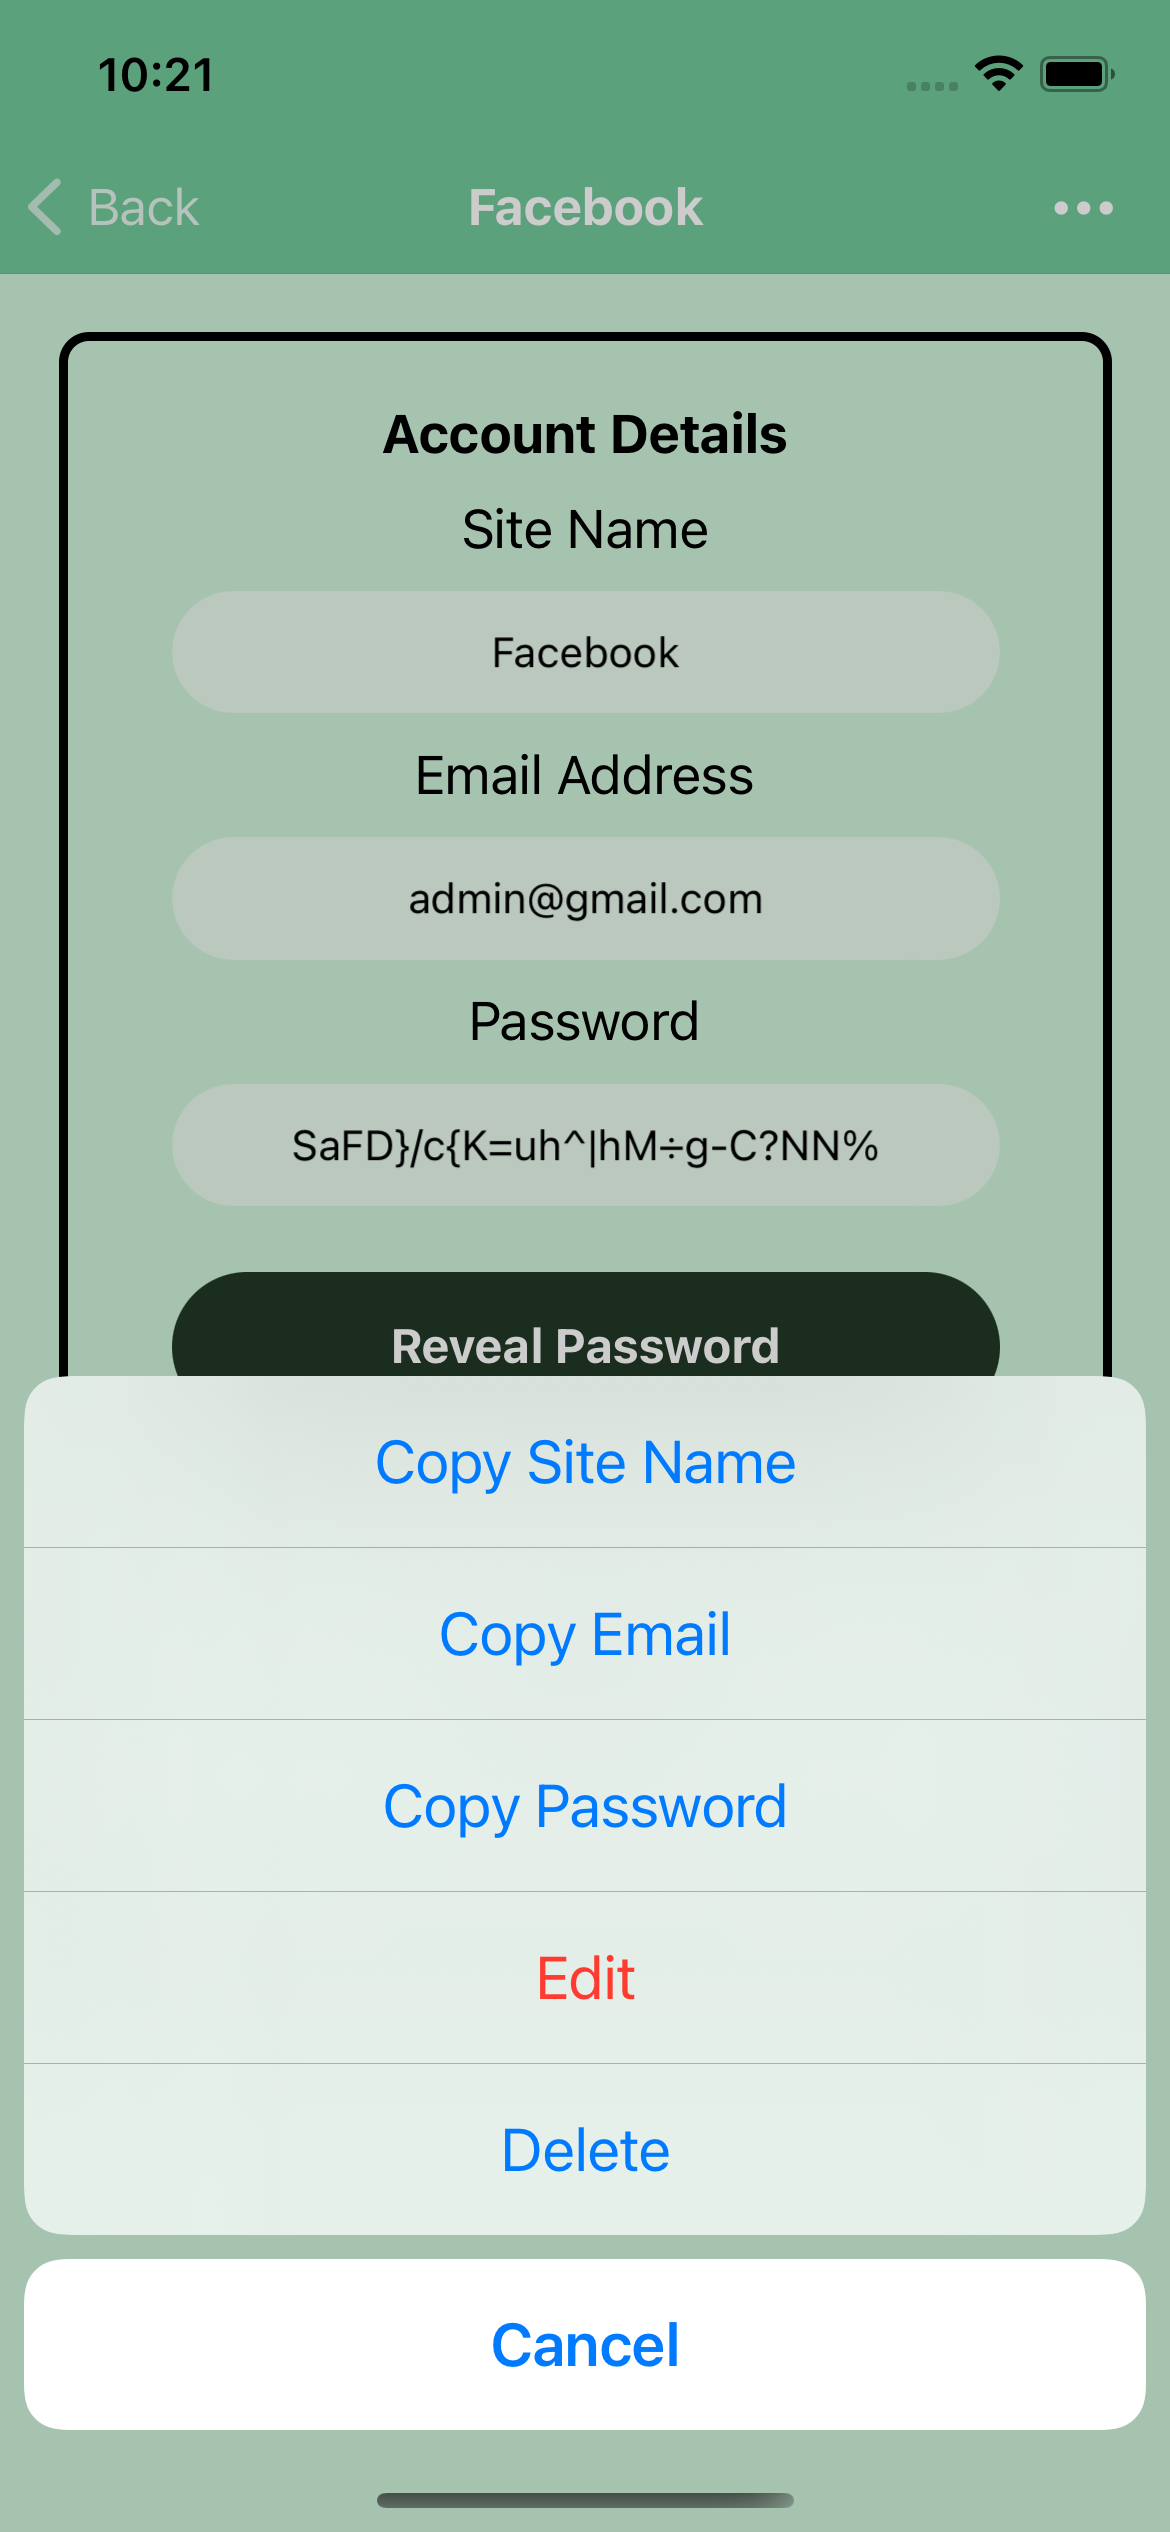 10:21
Back
Facebook
Account Details
Site Name
Facebook
Email Address
admin@gmail.com
Password
SaFD}/c{K=uh^|hM÷g-C?NN%
Reveal Password
Copy Site Name
Copy Email
Copy Password
Edit
Delete
Cancel